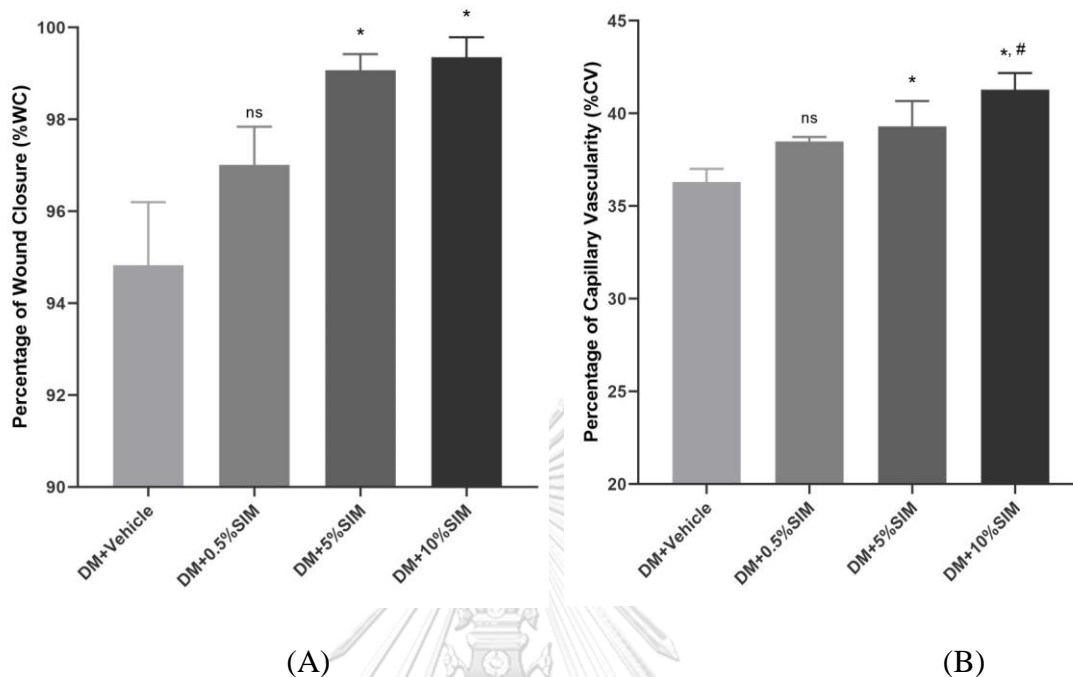 Percentage of Wound Closure (%WC)
100
98
96
94
92
90
ns
*
*
DM+Vehicle
DM+0.5%SIM
DM+5%SIM
DM+10%SIM
(A)
Percentage of Capillary Vascularity (%CV)
45
40
35
30
25
20
ns
*
*, #
DM+Vehicle
DM+0.5%SIM
DM+5%SIM
DM+10%SIM
(B)